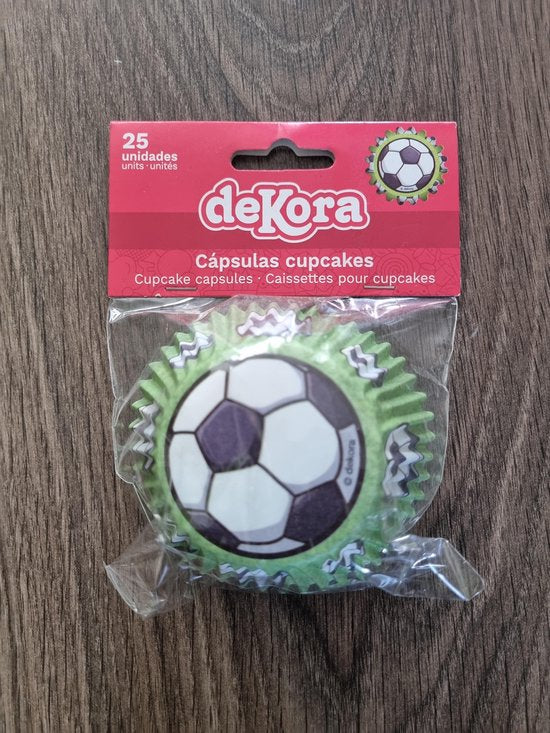 25
unidades
units · unités
deKora
Cápsulas cupcakes
Cupcake capsules · Caissettes pour cupcakes
© dekora